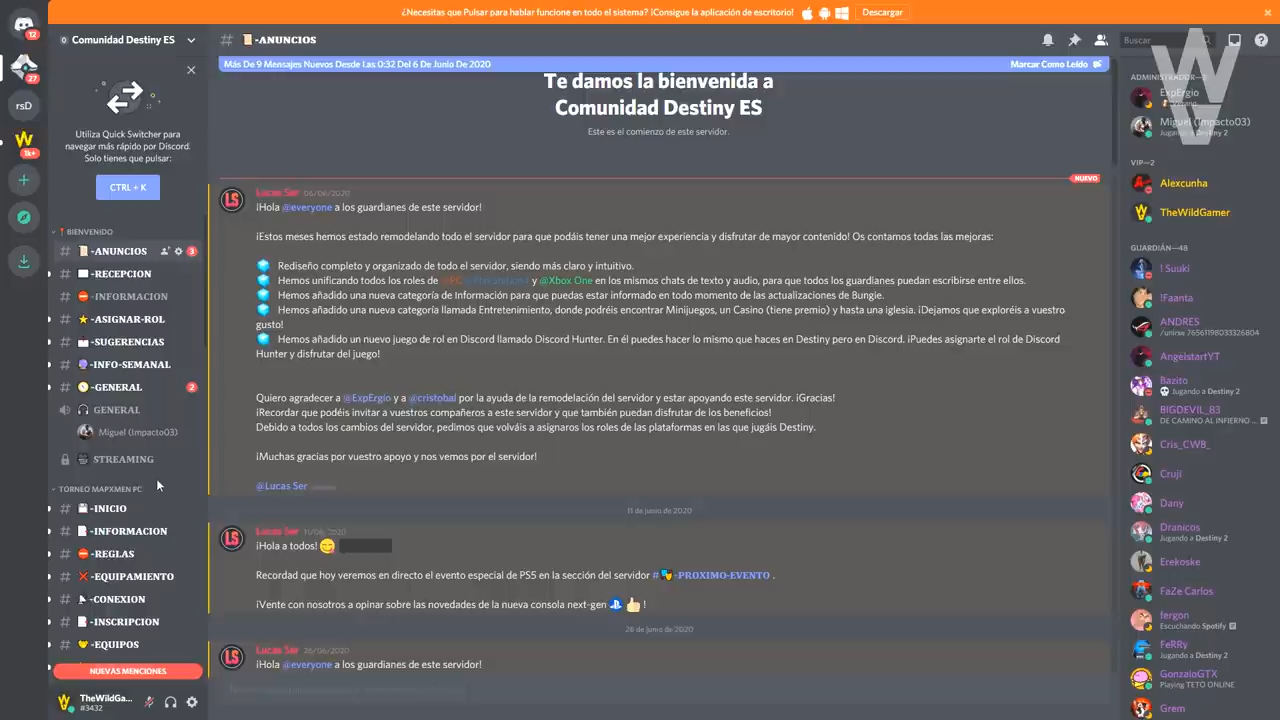 ¿Necesitas que Pulsar para hablar funcione en todo el sistema? ¡Consigue la aplicación de escritorio!
Descargar
12
27
rsD
1k+
Comunidad Destiny ES
Utiliza Quick Switcher para
navegar más rápido por Discord.
Solo tienes que pulsar:
CTRL + K
BIENVENIDO
-ANUNCIOS
3
-RECEPCION
-INFORMACION
-ASIGNAR-ROL
-SUGERENCIAS
-INFO-SEMANAL
-GENERAL
2
GENERAL
Miguel (Impacto03)
STREAMING
TORNEO MAPXMEN PC
-INICIO
-INFORMACION
-REGLAS
-EQUIPAMIENTO
-CONEXION
-INSCRIPCION
-EQUIPOS
NUEVAS MENCIONES
TheWildGa...
#3432
# -ANUNCIOS
Buscar
Más De 9 Mensajes Nuevos Desde Las 0:32 Del 6 De Junio De 2020
Marcar Como Leído
Te damos la bienvenida a
Comunidad Destiny ES
Este es el comienzo de este servidor.
NUEVO
Lucas Ser 06/06/2020
¡Hola @everyone a los guardianes de este servidor!
¡Estos meses hemos estado remodelando todo el servidor para que podáis tener una mejor experiencia y disfrutar de mayor contenido! Os contamos todas las mejoras:
Rediseño completo y organizado de todo el servidor, siendo más claro y intuitivo.
Hemos unificado todos los roles de @PC @PlayStation4 y @Xbox One en los mismos chats de texto y audio, para que todos los guardianes puedan escribirse entre ellos.
Hemos añadido una nueva categoría de Información para que puedas estar informado en todo momento de las actualizaciones de Bungie.
Hemos añadido una nueva categoría llamada Entretenimiento, donde podréis encontrar Minijuegos, un Casino (tiene premio) y hasta una iglesia. ¡Dejamos que exploréis a vuestro
gusto!
Hemos añadido un nuevo juego de rol en Discord llamado Discord Hunter. En él puedes hacer lo mismo que haces en Destiny pero en Discord. ¡Puedes asignarte el rol de Discord
Hunter y disfrutar del juego!
Quiero agradecer a @ExpErgio y a @cristobal por la ayuda de la remodelación del servidor y estar apoyando este servidor. ¡Gracias!
¡Recordar que podéis invitar a vuestros compañeros a este servidor y que también puedan disfrutar de los beneficios!
Debido a todos los cambios del servidor, pedimos que volváis a asignaros los roles de las plataformas en las que jugáis Destiny.
¡Muchas gracias por vuestro apoyo y nos vemos por el servidor!
@Lucas Ser
11 de junio de 2020
Lucas Ser 11/06/2020
¡Hola a todos!
Recordad que hoy veremos en directo el evento especial de PS5 en la sección del servidor # -PROXIMO-EVENTO .
¡Vente con nosotros a opinar sobre las novedades de la nueva consola next-gen !
26 de junio de 2020
Lucas Ser 26/06/2020
¡Hola @everyone a los guardianes de este servidor!
W
ExpErgio
Miguel (Impacto03)
Jugando a Destiny 2
VIP—2
Alexcunha
TheWildGamer
GUARDIÁN—48
! Suuki
!Faanta
ANDRES
/unirse 76561198033326804
AngelstartYT
Bazito
Jugando a Destiny 2
BIGDEVIL_83
DE CAMINO AL INFIERNO ...
Cris_CWB_
Cruji
Dany
Dranicos
Jugando a Destiny 2
Erekoske
FaZe Carlos
fergon
Escuchando Spotify
FeRRy
Jugando a Destiny 2
GonzaloGTX
Playing TETO ONLINE
Grem